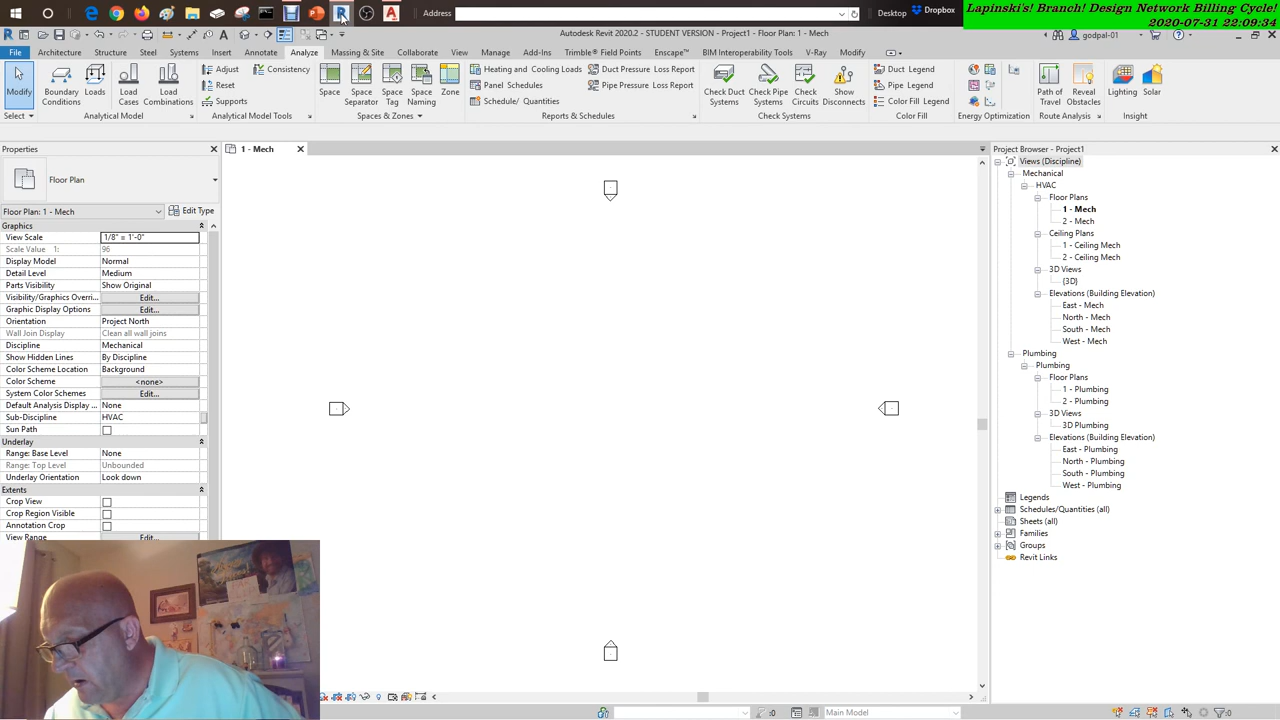 Address
Desktop
Dropbox
Lapinski's! Branch! Design Network Billing Cycle!
2020-07-31 22:09:34
Autodesk Revit 2020.2 - STUDENT VERSION - Project1 - Floor Plan: 1 - Mech
godpal-01
File Architecture Structure Steel Systems Insert Annotate Analyze Massing & Site Collaborate View Manage Add-Ins Trimble® Field Points Enscape™ BIM Interoperability Tools V-Ray Modify
Modify
Boundary Conditions
Loads
Load Cases
Load Combinations
Adjust
Reset
Supports
Consistency
Space
Space Separator
Space Tag
Space Naming
Zone
Heating and Cooling Loads
Panel Schedules
Schedule/ Quantities
Duct Pressure Loss Report
Pipe Pressure Loss Report
Check Duct Systems
Check Pipe Systems
Check Circuits
Show Disconnects
Duct Legend
Pipe Legend
Color Fill Legend
Path of Travel
Reveal Obstacles
Lighting
Solar
Select
Analytical Model
Analytical Model Tools
Spaces & Zones
Reports & Schedules
Check Systems
Color Fill
Energy Optimization
Route Analysis
Insight
Properties
Floor Plan
Floor Plan: 1 - Mech
Edit Type
Graphics
View Scale 1/8" = 1'-0"
Scale Value 1: 96
Display Model Normal
Detail Level Medium
Parts Visibility Show Original
Visibility/Graphics Overri... Edit...
Graphic Display Options Edit...
Orientation Project North
Wall Join Display Clean all wall joins
Discipline Mechanical
Show Hidden Lines By Discipline
Color Scheme Location Background
Color Scheme <none>
System Color Schemes Edit...
Default Analysis Display ... None
Sub-Discipline HVAC
Sun Path
Underlay
Range: Base Level None
Range: Top Level Unbounded
Underlay Orientation Look down
Extents
Crop View
Crop Region Visible
Annotation Crop
View Range Edit...
1 - Mech
Project Browser - Project1
Views (Discipline)
Mechanical
HVAC
Floor Plans
1 - Mech
2 - Mech
Ceiling Plans
1 - Ceiling Mech
2 - Ceiling Mech
3D Views
{3D}
Elevations (Building Elevation)
East - Mech
North - Mech
South - Mech
West - Mech
Plumbing
Plumbing
Floor Plans
1 - Plumbing
2 - Plumbing
3D Views
3D Plumbing
Elevations (Building Elevation)
East - Plumbing
North - Plumbing
South - Plumbing
West - Plumbing
Legends
Schedules/Quantities (all)
Sheets (all)
Families
Groups
Revit Links
:0
Main Model
:0